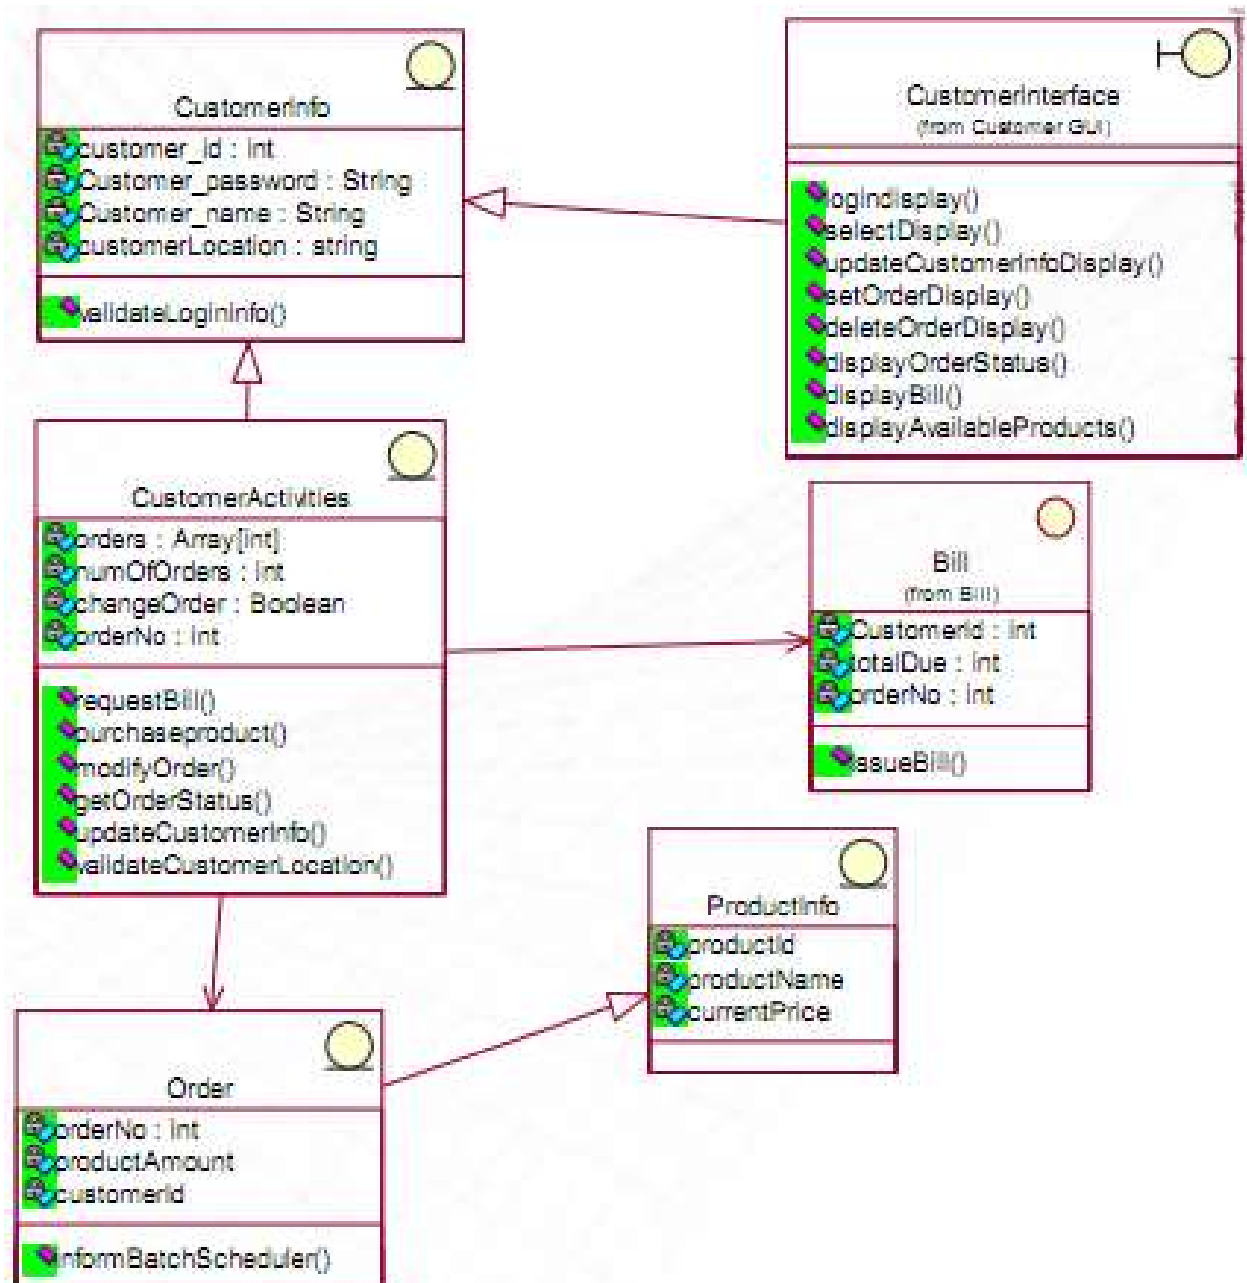 CustomerInfo
customer_id : int
Customer_password : String
Customer_name : String
customerLocation : string
validateLoginInfo()
CustomerInterface
(from Customer GUI)
logindisplay()
selectDisplay()
updateCustomerInfoDisplay()
setOrderDisplay()
deleteOrderDisplay()
displayOrderStatus()
displayBill()
displayAvailableProducts()
CustomerActivities
orders : Array[int]
numOfOrders : int
changeOrder : Boolean
orderNo : int
requestBill()
purchaseproduct()
modifyOrder()
getOrderStatus()
updateCustomerInfo()
validateCustomerLocation()
Bill
(from Bill)
CustomerId : int
totalDue : int
orderNo : int
issueBill()
ProductInfo
productId
productName
currentPrice
Order
orderNo : int
productAmount
customerId
informBatchScheduler()